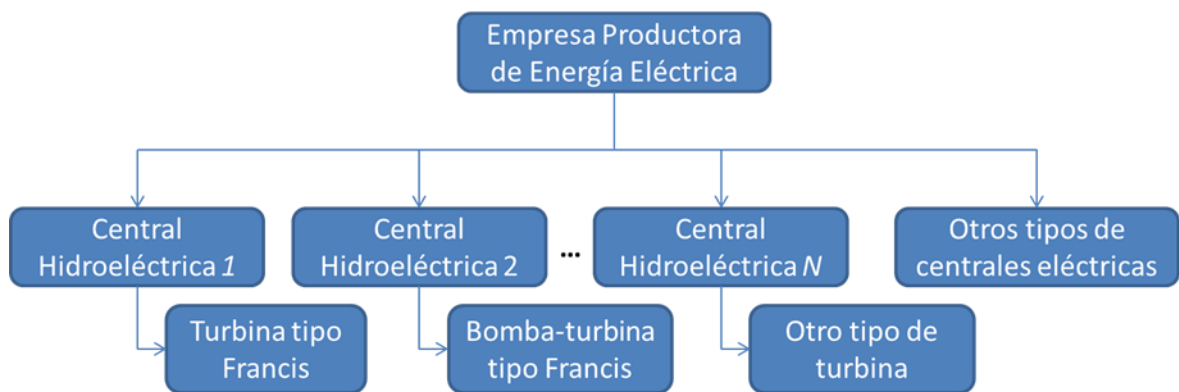 Empresa Productora
de Energía Eléctrica
Central
Hidroeléctrica 1
Central
Hidroeléctrica 2
...
Central
Hidroeléctrica N
Otros tipos de
centrales eléctricas
Turbina tipo
Francis
Bomba-turbina
tipo Francis
Otro tipo de
turbina